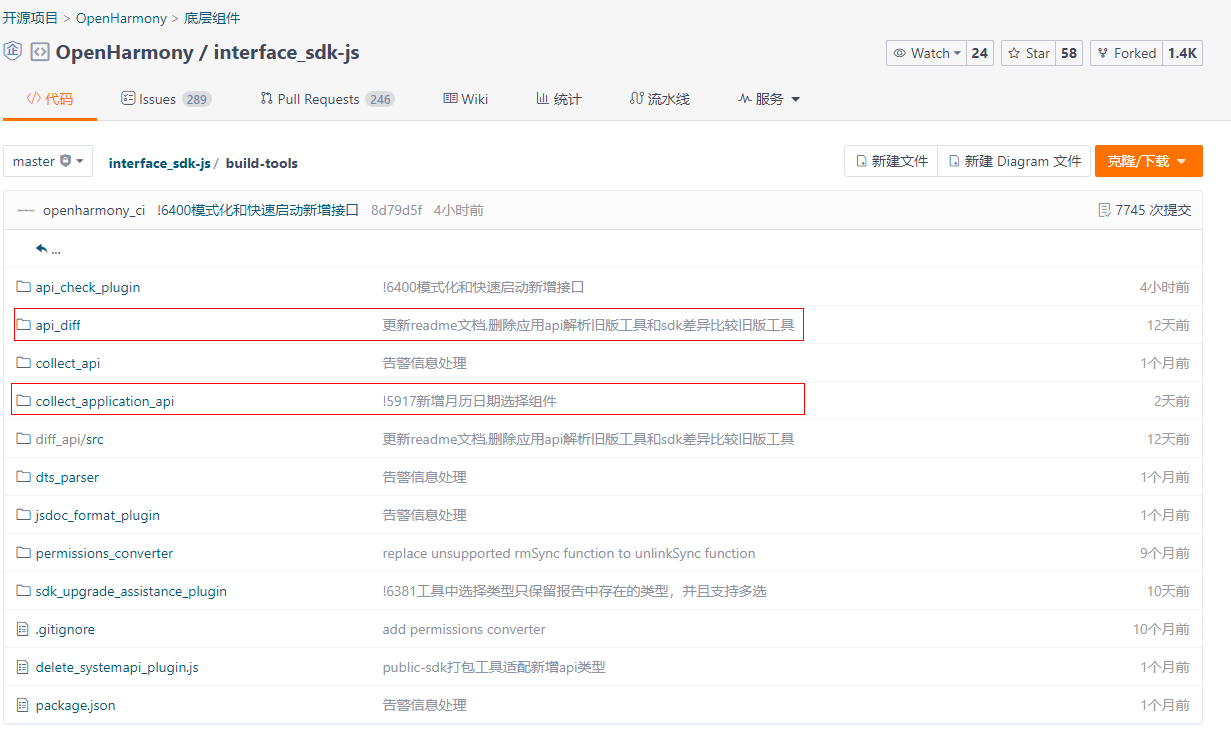 开源项目 > OpenHarmony > 底层组件
OpenHarmony / interface_sdk-js
Watch 24 Star 58 Forked 1.4K
代码 Issues 289 Pull Requests 246 Wiki 统计 流水线 服务
master interface_sdk-js / build-tools 新建文件 新建 Diagram 文件 克隆/下载
openharmony_ci !6400模式化和快速启动新增接口 8d79d5f 4小时前 7745 次提交
...
api_check_plugin !6400模式化和快速启动新增接口 4小时前
api_diff 更新readme文档,删除应用api解析旧版工具和sdk差异比较旧版工具 12天前
collect_api 告警信息处理 1个月前
collect_application_api !5917新增月历日期选择组件 2天前
diff_api/src 更新readme文档,删除应用api解析旧版工具和sdk差异比较旧版工具 12天前
dts_parser 告警信息处理 1个月前
jsdoc_format_plugin 告警信息处理 1个月前
permissions_converter replace unsupported rmSync function to unlinkSync function 9个月前
sdk_upgrade_assistance_plugin !6381工具中选择类型只保留报告中存在的类型，并且支持多选 10天前
.gitignore add permissions converter 10个月前
delete_systemapi_plugin.js public-sdk打包工具适配新增api类型 1个月前
package.json 告警信息处理 1个月前